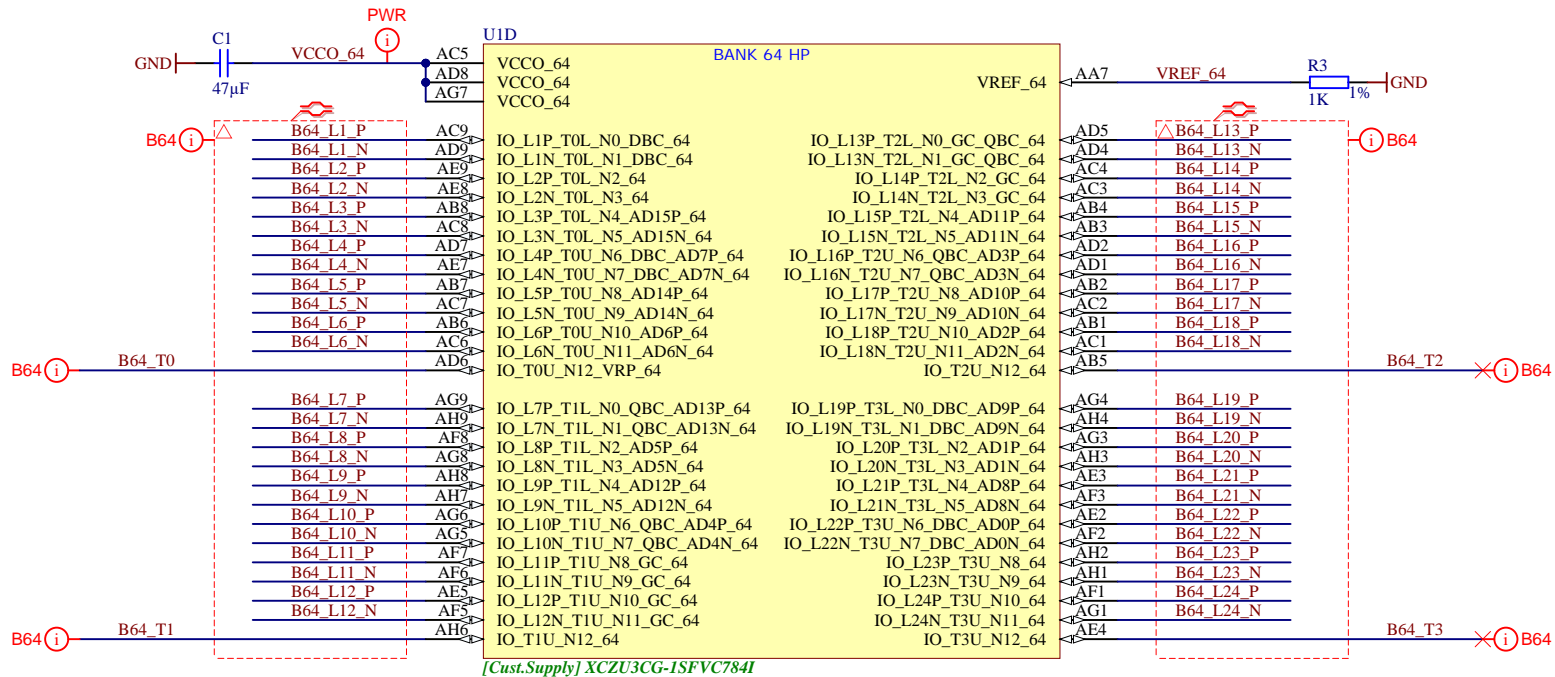 PWR
U1D
C1
GND
VCCO_64
47µF
AC5 VCCO_64
AD8 VCCO_64
AG7 VCCO_64
BANK 64 HP
VREF_64 AA7 VREF_64
R3
1K
1%
GND
B64
B64
B64_L1_P AC9 IO_L1P_T0L_N0_DBC_64 IO_L13P_T2L_N0_GC_QBC_64 AD5 B64_L13_P
B64_L1_N AD9 IO_L1N_T0L_N1_DBC_64 IO_L13N_T2L_N1_GC_QBC_64 AD4 B64_L13_N
B64_L2_P AE9 IO_L2P_T0L_N2_64 IO_L14P_T2L_N2_GC_64 AC4 B64_L14_P
B64_L2_N AE8 IO_L2N_T0L_N3_64 IO_L14N_T2L_N3_GC_64 AC3 B64_L14_N
B64_L3_P AB8 IO_L3P_T0L_N4_AD15P_64 IO_L15P_T2L_N4_AD11P_64 AB4 B64_L15_P
B64_L3_N AC8 IO_L3N_T0L_N5_AD15N_64 IO_L15N_T2L_N5_AD11N_64 AB3 B64_L15_N
B64_L4_P AD7 IO_L4P_T0U_N6_DBC_AD7P_64 IO_L16P_T2U_N6_QBC_AD3P_64 AD2 B64_L16_P
B64_L4_N AE7 IO_L4N_T0U_N7_DBC_AD7N_64 IO_L16N_T2U_N7_QBC_AD3N_64 AD1 B64_L16_N
B64_L5_P AB7 IO_L5P_T0U_N8_AD14P_64 IO_L17P_T2U_N8_AD10P_64 AB2 B64_L17_P
B64_L5_N AC7 IO_L5N_T0U_N9_AD14N_64 IO_L17N_T2U_N9_AD10N_64 AC2 B64_L17_N
B64_L6_P AB6 IO_L6P_T0U_N10_AD6P_64 IO_L18P_T2U_N10_AD2P_64 AB1 B64_L18_P
B64_L6_N AC6 IO_L6N_T0U_N11_AD6N_64 IO_L18N_T2U_N11_AD2N_64 AC1 B64_L18_N
B64 B64_T0 AD6 IO_T0U_N12_VRP_64 IO_T2U_N12_64 AB5 B64_T2 B64
B64_L7_P AG9 IO_L7P_T1L_N0_QBC_AD13P_64 IO_L19P_T3L_N0_DBC_AD9P_64 AG4 B64_L19_P
B64_L7_N AH9 IO_L7N_T1L_N1_QBC_AD13N_64 IO_L19N_T3L_N1_DBC_AD9N_64 AH4 B64_L19_N
B64_L8_P AF8 IO_L8P_T1L_N2_AD5P_64 IO_L20P_T3L_N2_AD1P_64 AG3 B64_L20_P
B64_L8_N AG8 IO_L8N_T1L_N3_AD5N_64 IO_L20N_T3L_N3_AD1N_64 AH3 B64_L20_N
B64_L9_P AH8 IO_L9P_T1L_N4_AD12P_64 IO_L21P_T3L_N4_AD8P_64 AE3 B64_L21_P
B64_L9_N AH7 IO_L9N_T1L_N5_AD12N_64 IO_L21N_T3L_N5_AD8N_64 AF3 B64_L21_N
B64_L10_P AG6 IO_L10P_T1U_N6_QBC_AD4P_64 IO_L22P_T3U_N6_DBC_AD0P_64 AE2 B64_L22_P
B64_L10_N AG5 IO_L10N_T1U_N7_QBC_AD4N_64 IO_L22N_T3U_N7_DBC_AD0N_64 AF2 B64_L22_N
B64_L11_P AF7 IO_L11P_T1U_N8_GC_64 IO_L23P_T3U_N8_64 AH2 B64_L23_P
B64_L11_N AF6 IO_L11N_T1U_N9_GC_64 IO_L23N_T3U_N9_64 AH1 B64_L23_N
B64_L12_P AE5 IO_L12P_T1U_N10_GC_64 IO_L24P_T3U_N10_64 AF1 B64_L24_P
B64_L12_N AF5 IO_L12N_T1U_N11_GC_64 IO_L24N_T3U_N11_64 AG1 B64_L24_N
B64 B64_T1 AH6 IO_T1U_N12_64 IO_T3U_N12_64 AE4 B64_T3 B64
[Cust.Supply] XCZU3CG-1SFVC784I